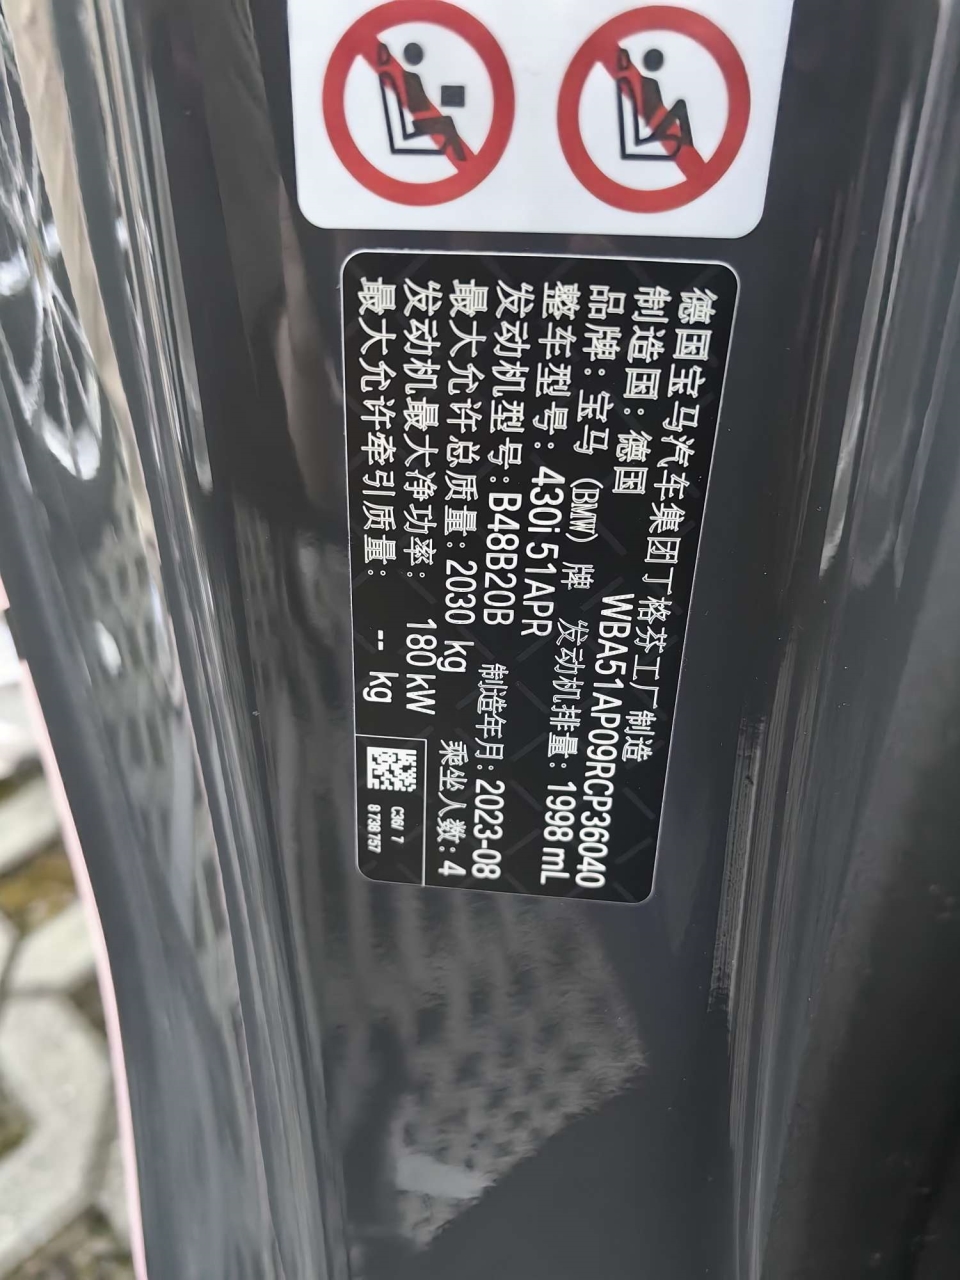 德国宝马汽车集团丁格芬工厂制造
制造国：德国 WBA51AP09RCP36040
品牌：宝马 (BMW) 牌 发动机排量：1998 mL
整车型号：430i 51APR
发动机型号：B48B20B 制造年月：2023-08
最大允许总质量：2030 kg 乘坐人数：4
发动机最大净功率：180 kW
最大允许牵引质量： -- kg
C36/ 7
8 738 757